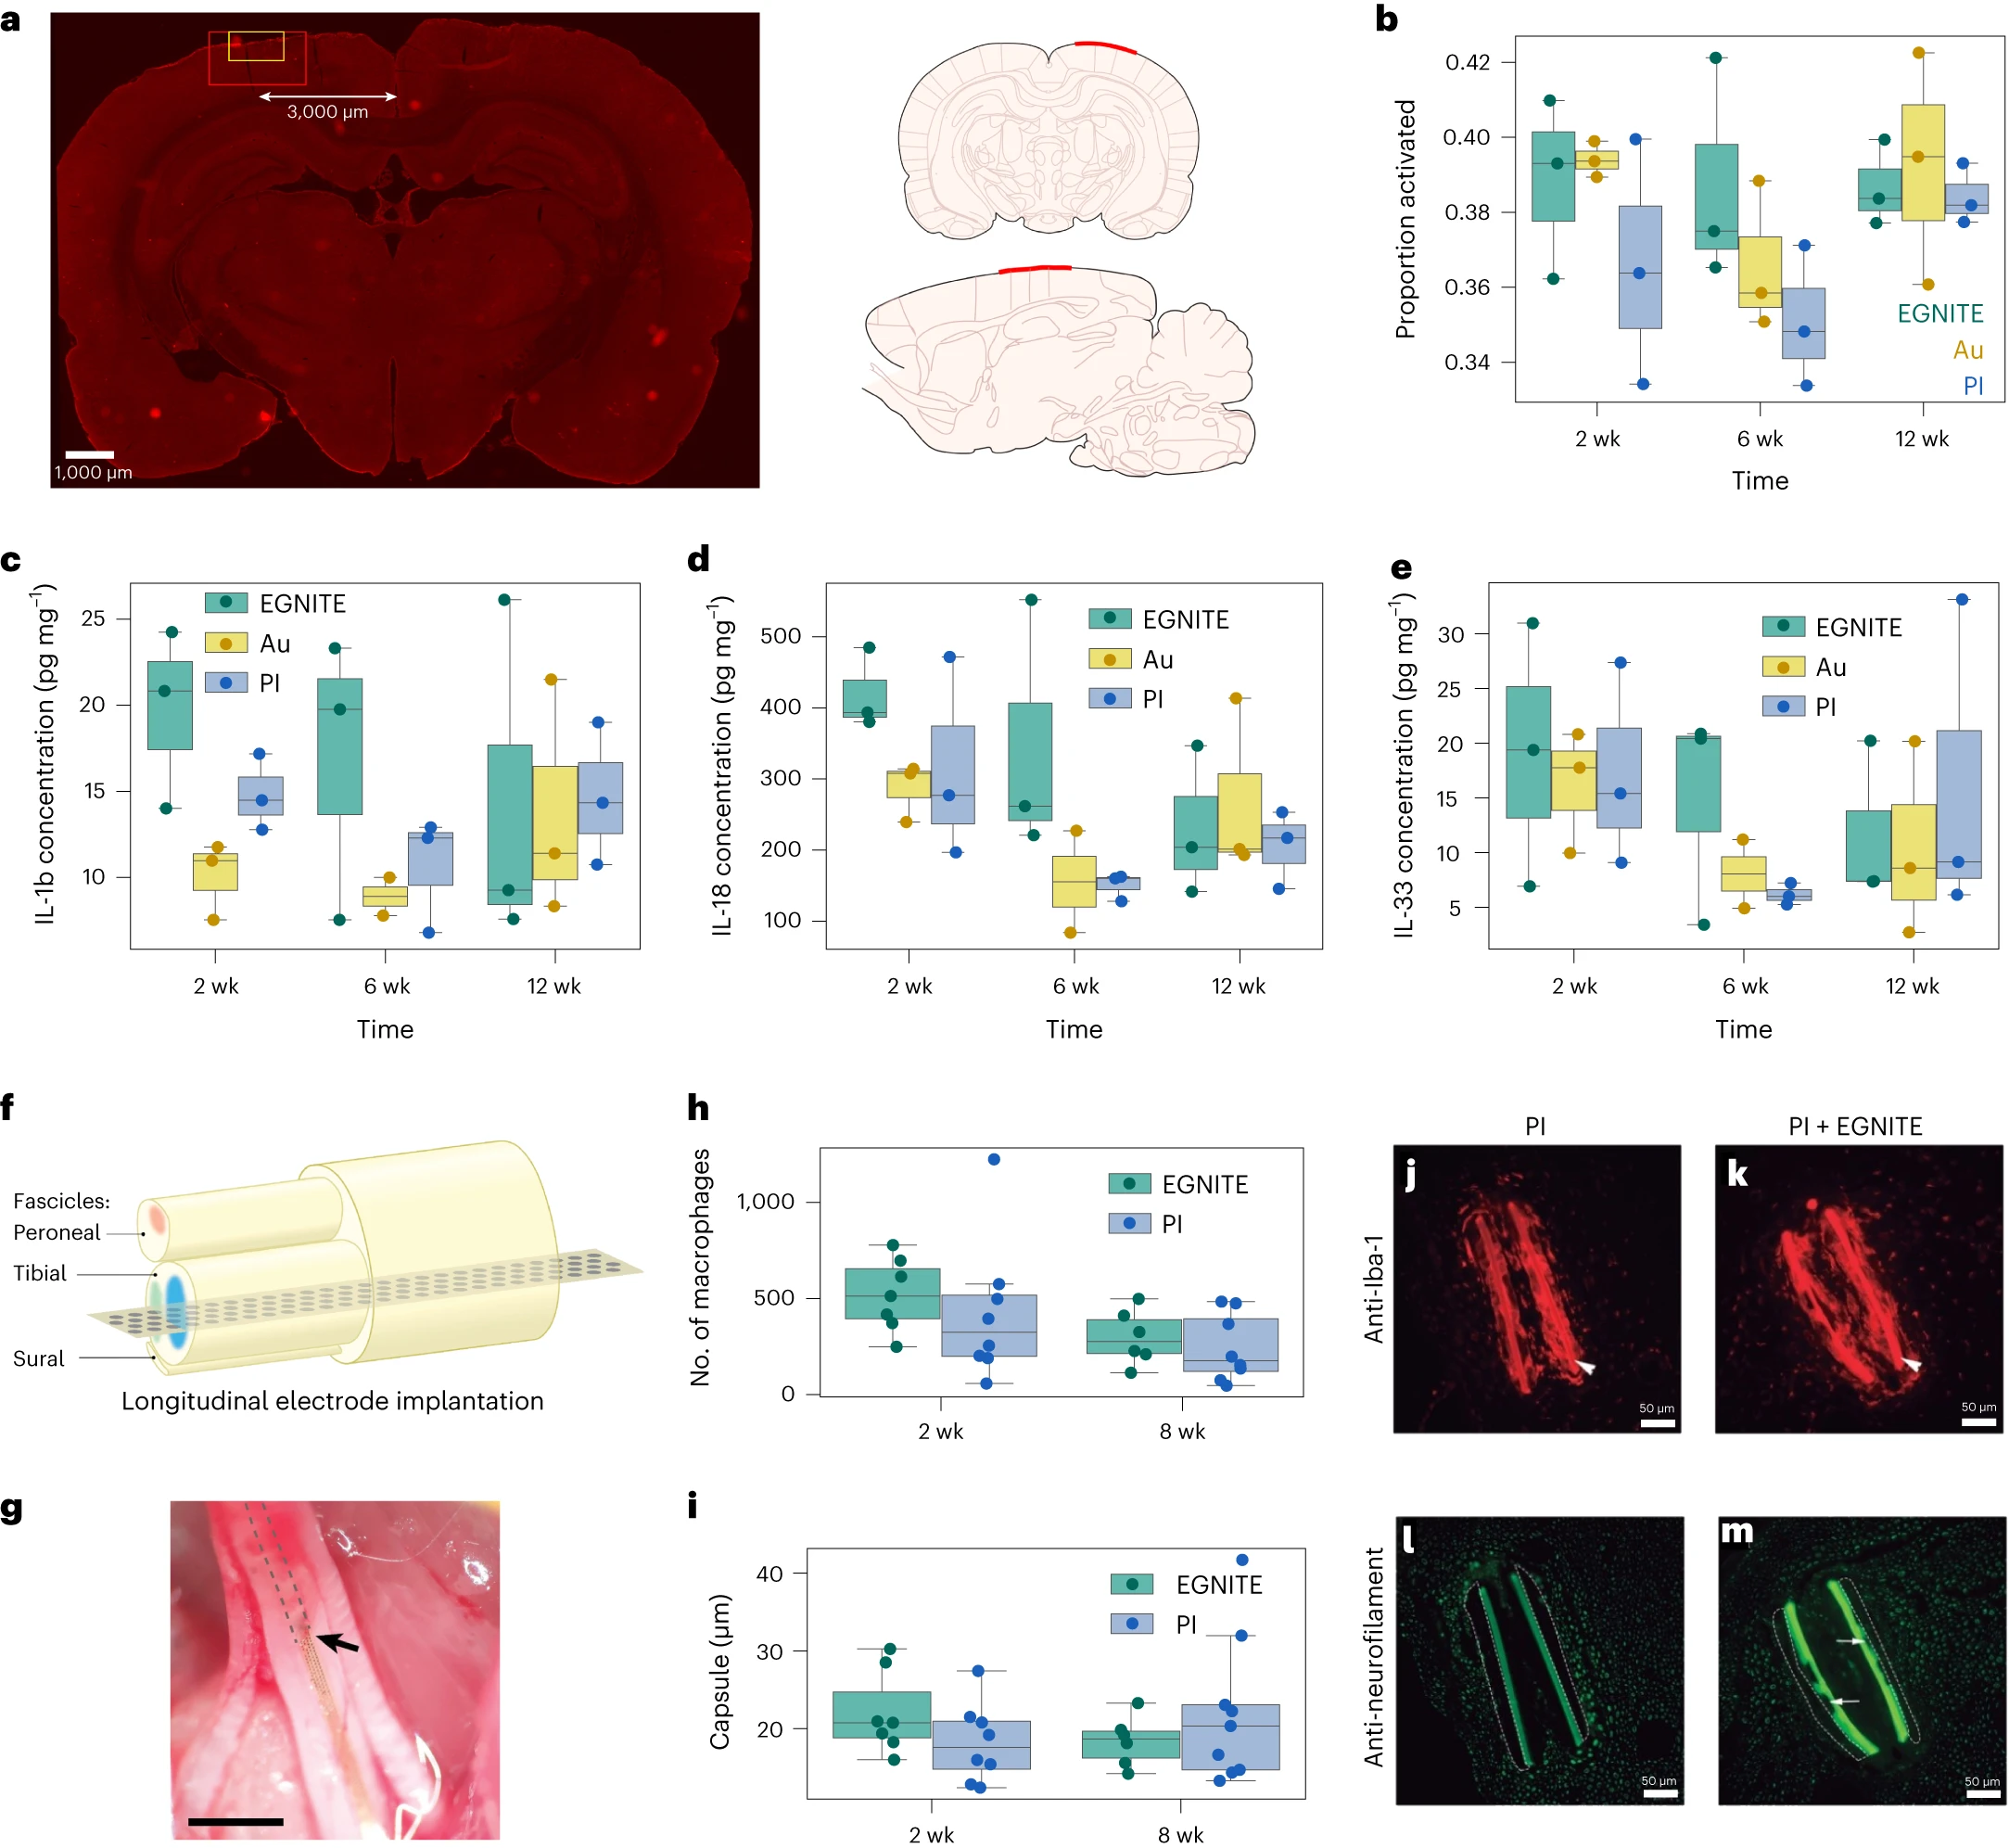 a
3,000 µm
1,000 µm
b
Proportion activated
0.42
0.40
0.38
0.36
0.34
EGNITE
Au
PI
2 wk
6 wk
12 wk
Time
c
IL-1b concentration (pg mg⁻¹)
25
20
15
10
EGNITE
Au
PI
2 wk
6 wk
12 wk
Time
d
IL-18 concentration (pg mg⁻¹)
500
400
300
200
100
EGNITE
Au
PI
2 wk
6 wk
12 wk
Time
e
IL-33 concentration (pg mg⁻¹)
30
25
20
15
10
5
EGNITE
Au
PI
2 wk
6 wk
12 wk
Time
f
Fascicles:
Peroneal
Tibial
Sural
Longitudinal electrode implantation
g
h
No. of macrophages
1,000
500
0
EGNITE
PI
2 wk
8 wk
i
Capsule (µm)
40
30
20
EGNITE
PI
2 wk
8 wk
PI
PI + EGNITE
Anti-Iba-1
j
50 µm
k
50 µm
Anti-neurofilament
l
50 µm
m
50 µm